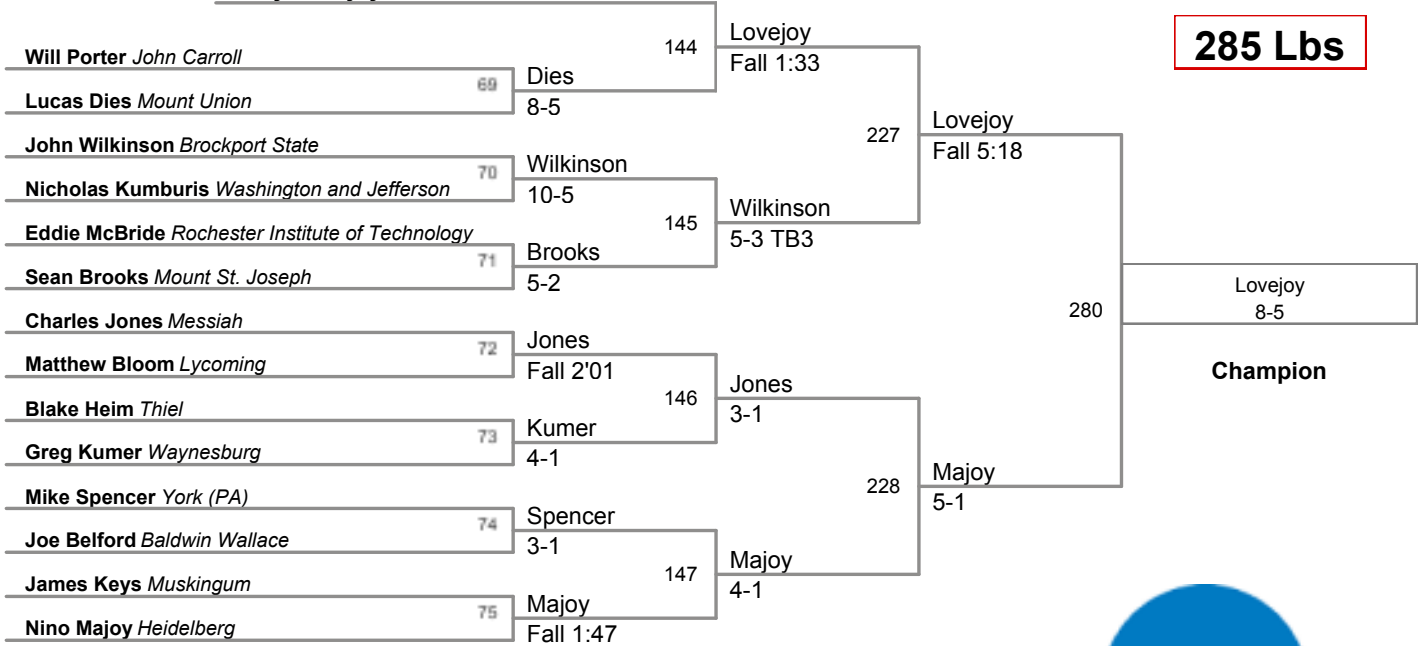 285 Lbs
Will Porter John Carroll
69
Lucas Dies Mount Union
Dies
8-5
144
Lovejoy
Fall 1:33
John Wilkinson Brockport State
70
Nicholas Kumburis Washington and Jefferson
Wilkinson
10-5
Eddie McBride Rochester Institute of Technology
71
Sean Brooks Mount St. Joseph
Brooks
5-2
145
Wilkinson
5-3 TB3
227
Lovejoy
Fall 5:18
Charles Jones Messiah
72
Matthew Bloom Lycoming
Jones
Fall 2'01
Blake Heim Thiel
73
Greg Kumer Waynesburg
Kumer
4-1
146
Jones
3-1
Mike Spencer York (PA)
74
Joe Belford Baldwin Wallace
Spencer
3-1
James Keys Muskingum
75
Nino Majoy Heidelberg
Majoy
Fall 1:47
147
Majoy
4-1
228
Majoy
5-1
280
Lovejoy
8-5
Champion